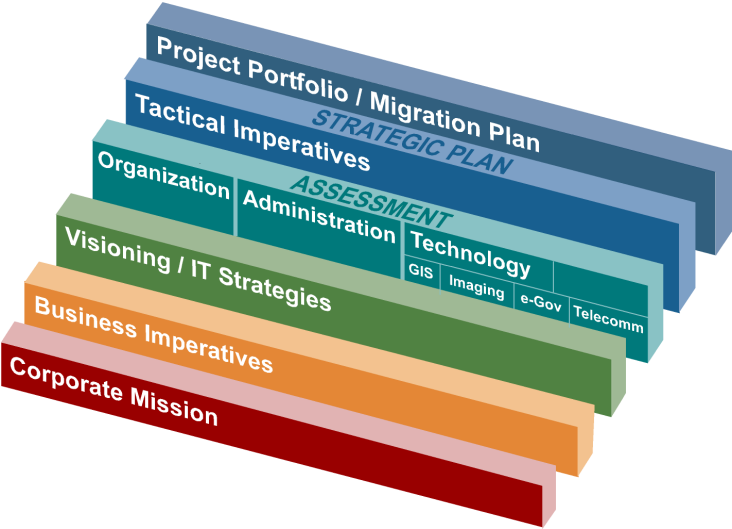 Project Portfolio / Migration Plan
STRATEGIC PLAN
Tactical Imperatives
ASSESSMENT
Organization
Administration
Technology
GIS
Imaging
e-Gov
Telecomm
Visioning / IT Strategies
Business Imperatives
Corporate Mission